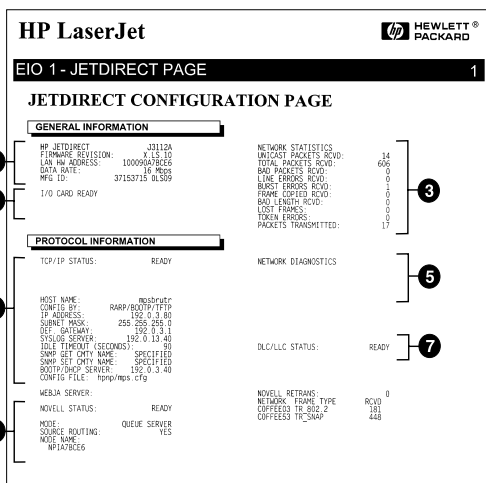 HP LaserJet
hp HEWLETT® PACKARD
EIO 1 - JETDIRECT PAGE 1
JETDIRECT CONFIGURATION PAGE
GENERAL INFORMATION
HP JETDIRECT J3112A
FIRMWARE REVISION: X.LS.10
LAN HW ADDRESS: 100090A7BCE6
DATA RATE: 16 Mbps
MFG ID: 37153715 0LS09
I/O CARD READY
NETWORK STATISTICS
UNICAST PACKETS RCVD: 14
TOTAL PACKETS RCVD: 606
BAD PACKETS RCVD: 0
LINE ERRORS RCVD: 0
BURST ERRORS RCVD: 1
FRAME COPIED RCVD: 0
BAD LENGTH RCVD: 0
LOST FRAMES: 0
TOKEN ERRORS: 0
PACKETS TRANSMITTED: 17
3
PROTOCOL INFORMATION
TCP/IP STATUS: READY
HOST NAME: mpsbrutr
CONFIG BY: RARP/BOOTP/TFTP
IP ADDRESS: 192.0.3.80
SUBNET MASK: 255.255.255.0
DEF. GATEWAY: 192.0.3.1
SYSLOG SERVER: 192.0.13.40
IDLE TIMEOUT (SECONDS): 90
SNMP GET CMTY NAME: SPECIFIED
SNMP SET CMTY NAME: SPECIFIED
BOOTP/DHCP SERVER: 192.0.3.40
CONFIG FILE: hpnp/mps.cfg
WEBJA SERVER:
NOVELL STATUS: READY
MODE: QUEUE SERVER
SOURCE ROUTING: YES
NODE NAME:
NPIA7BCE6
NETWORK DIAGNOSTICS
5
DLC/LLC STATUS: READY
7
NOVELL RETRANS: 0
NETWORK FRAME TYPE RCVD
COFFEE03 TR_802.2 181
COFFEE53 TR_SNAP 448